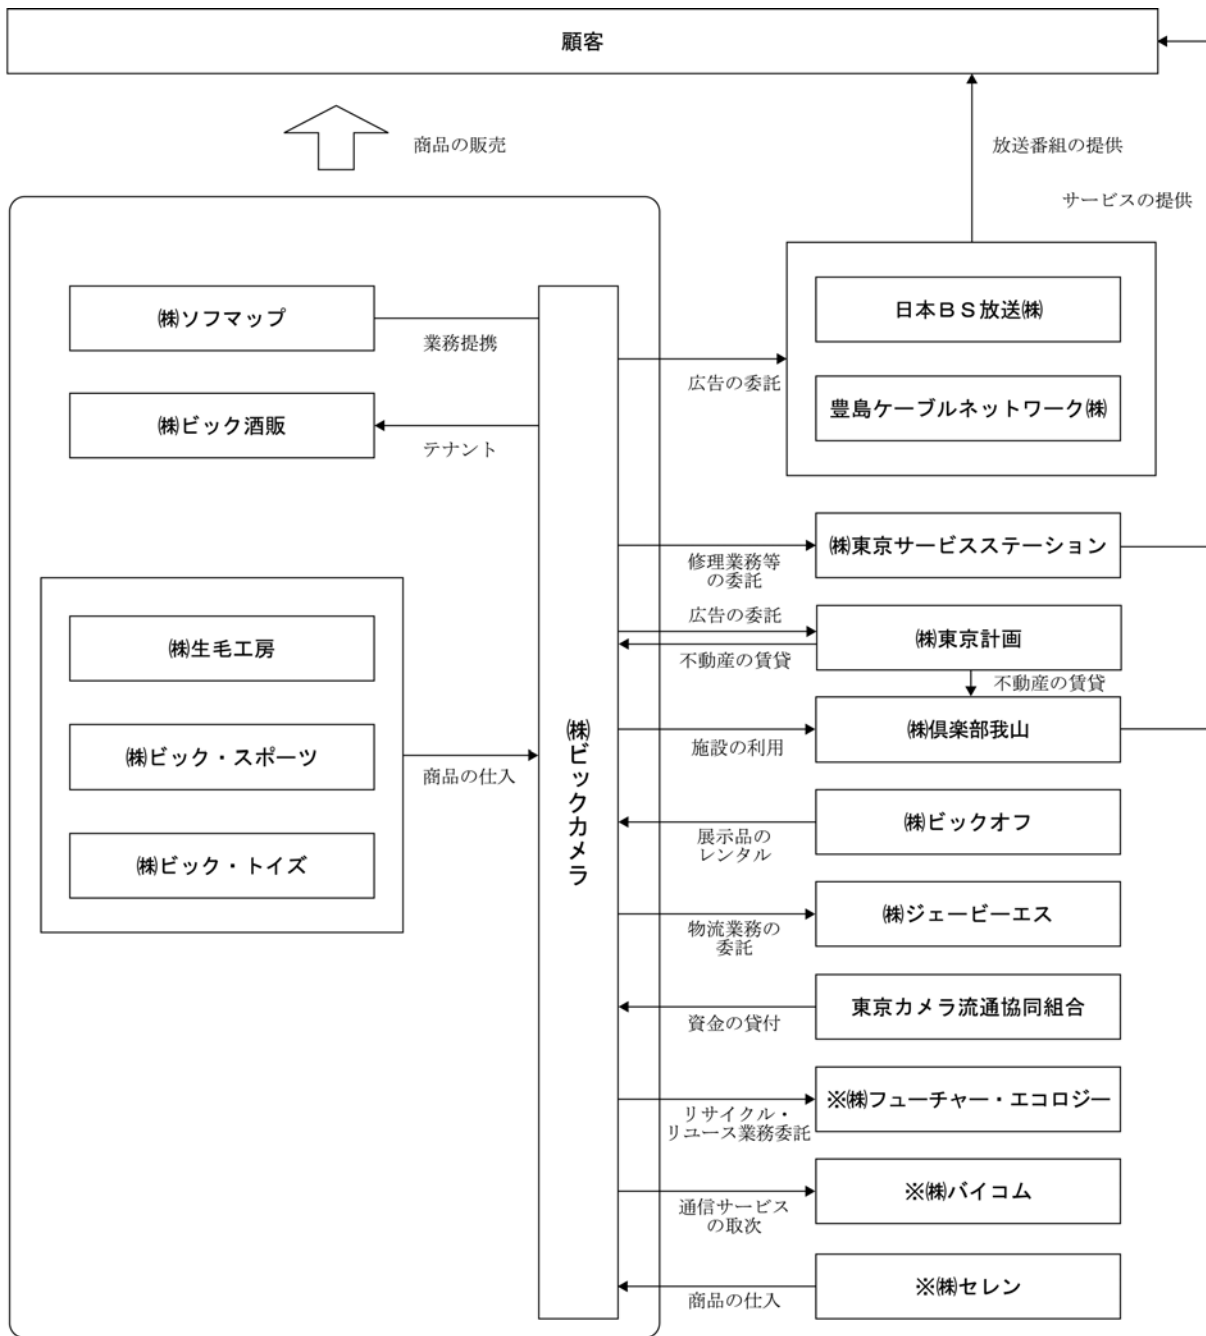 顧客
商品の販売
放送番組の提供
サービスの提供
㈱ソフマップ
業務提携
㈱ビック酒販
テナント
㈱生毛工房
㈱ビック・スポーツ
㈱ビック・トイズ
商品の仕入
㈱ビックカメラ
日本ＢＳ放送㈱
豊島ケーブルネットワーク㈱
広告の委託
㈱東京サービスステーション
修理業務等
の委託
広告の委託
㈱東京計画
不動産の賃貸
不動産の賃貸
㈱倶楽部我山
施設の利用
㈱ビックオフ
展示品の
レンタル
㈱ジェービーエス
物流業務の
委託
東京カメラ流通協同組合
資金の貸付
※㈱フューチャー・エコロジー
リサイクル・
リユース業務委託
※㈱バイコム
通信サービス
の取次
※㈱セレン
商品の仕入